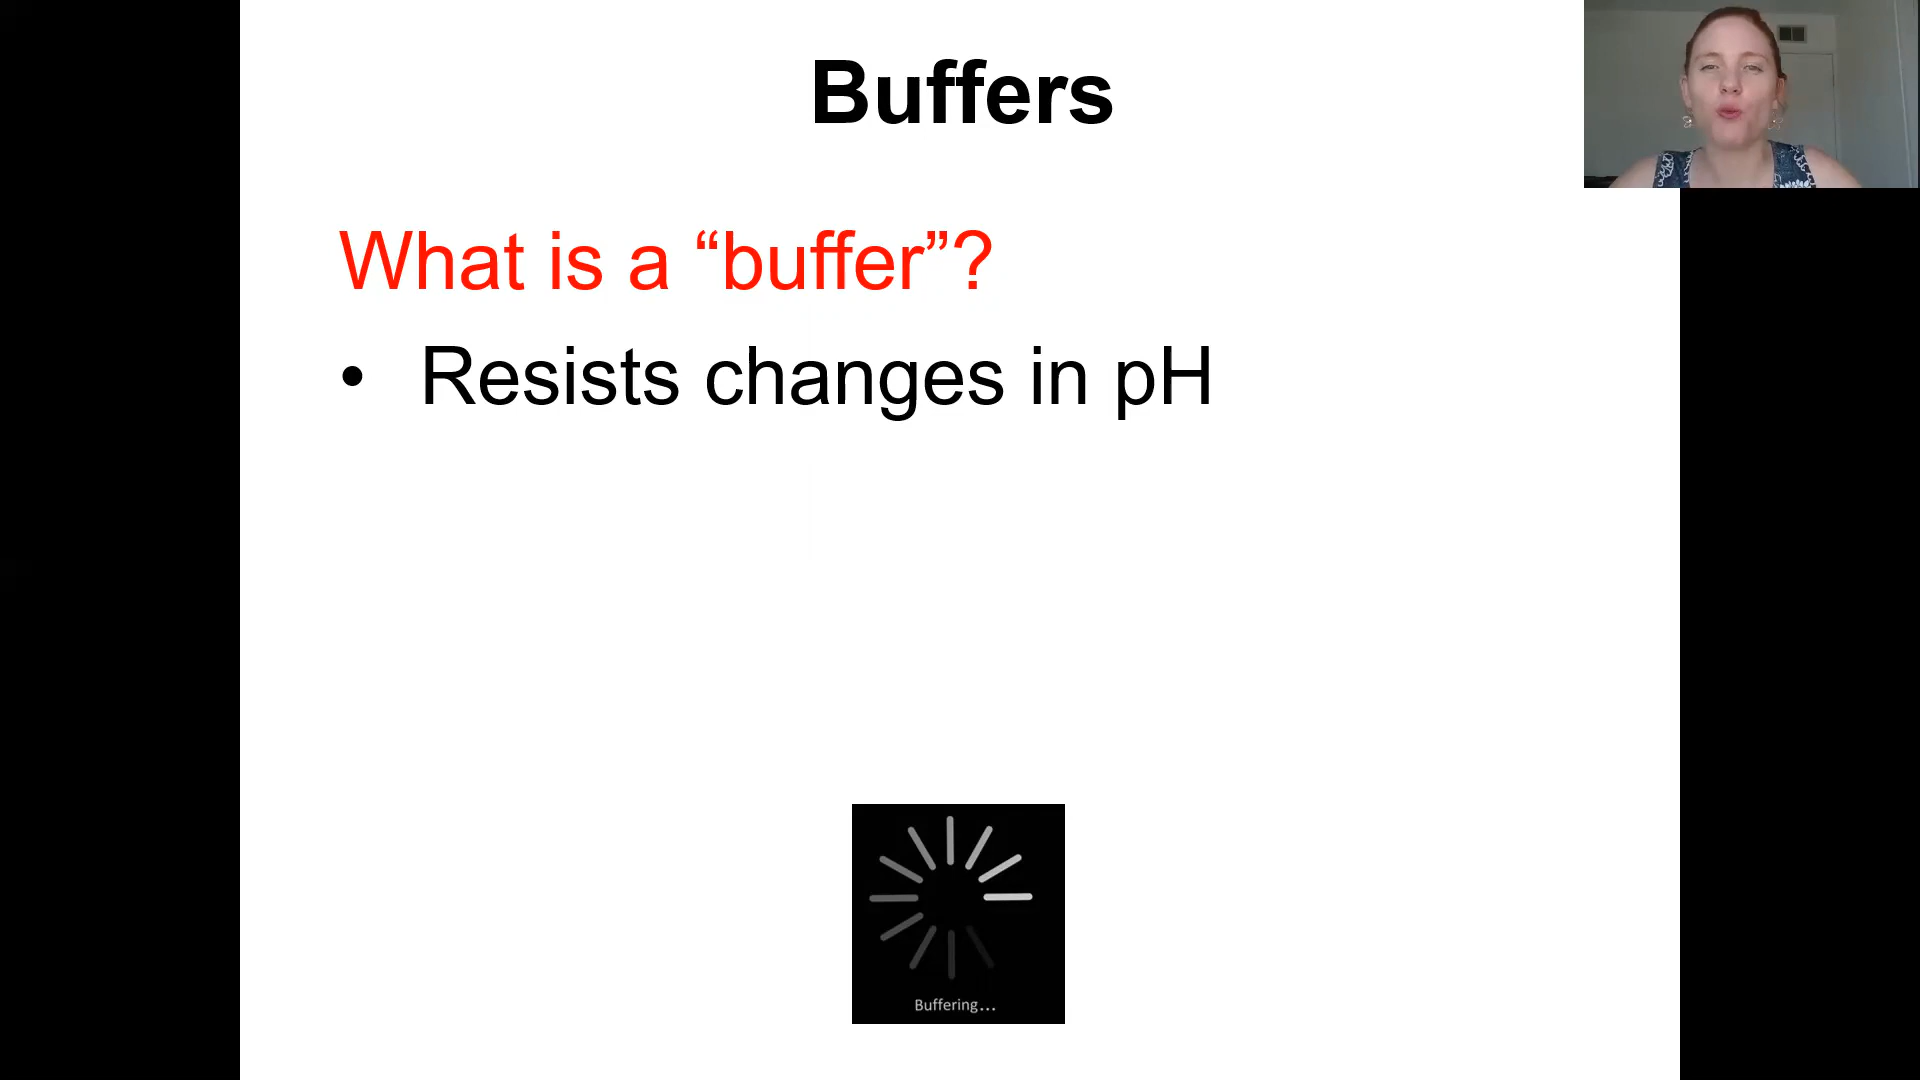 Buffers
What is a “buffer”?
• Resists changes in pH
Buffering...